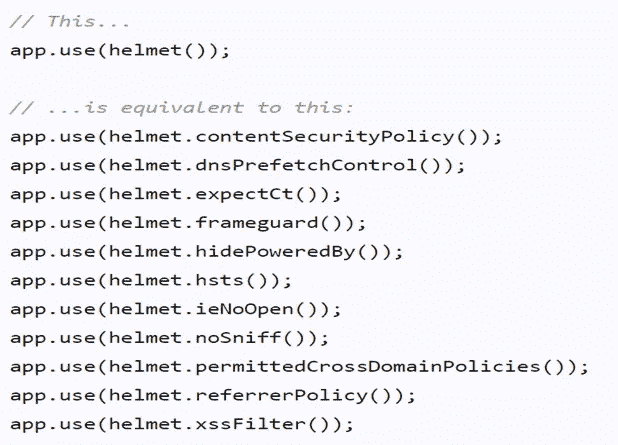 // This...
app.use(helmet());
// ...is equivalent to this:
app.use(helmet.contentSecurityPolicy());
app.use(helmet.dnsPrefetchControl());
app.use(helmet.expectCt());
app.use(helmet.frameguard());
app.use(helmet.hidePoweredBy());
app.use(helmet.hsts());
app.use(helmet.ieNoOpen());
app.use(helmet.noSniff());
app.use(helmet.permittedCrossDomainPolicies());
app.use(helmet.referrerPolicy());
app.use(helmet.xssFilter());